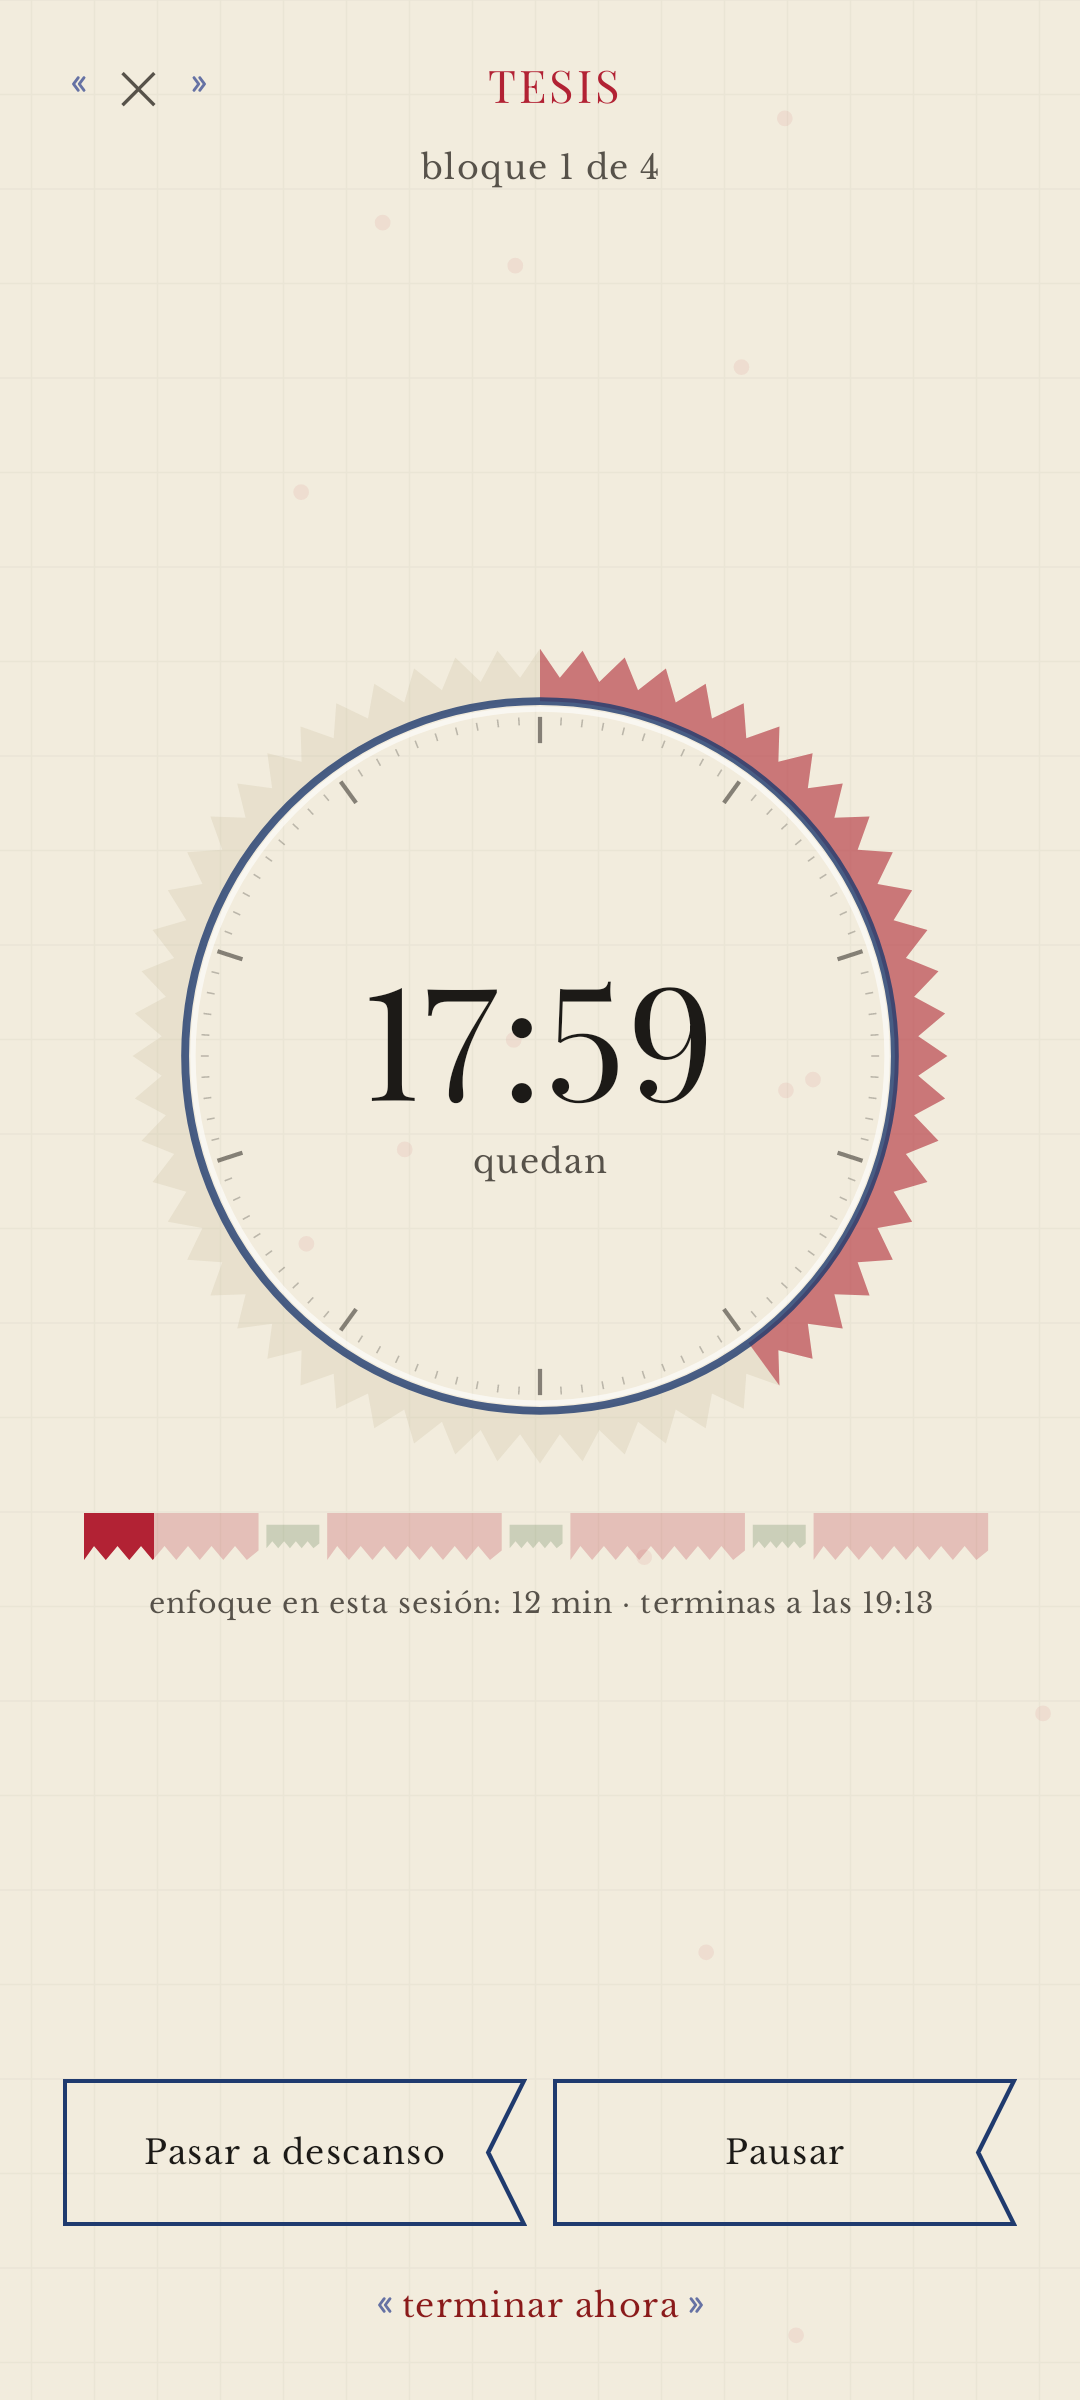 « × » TESIS
bloque 1 de 4
17:59
quedan
enfoque en esta sesión: 12 min · terminas a las 19:13
Pasar a descanso
Pausar
« terminar ahora »